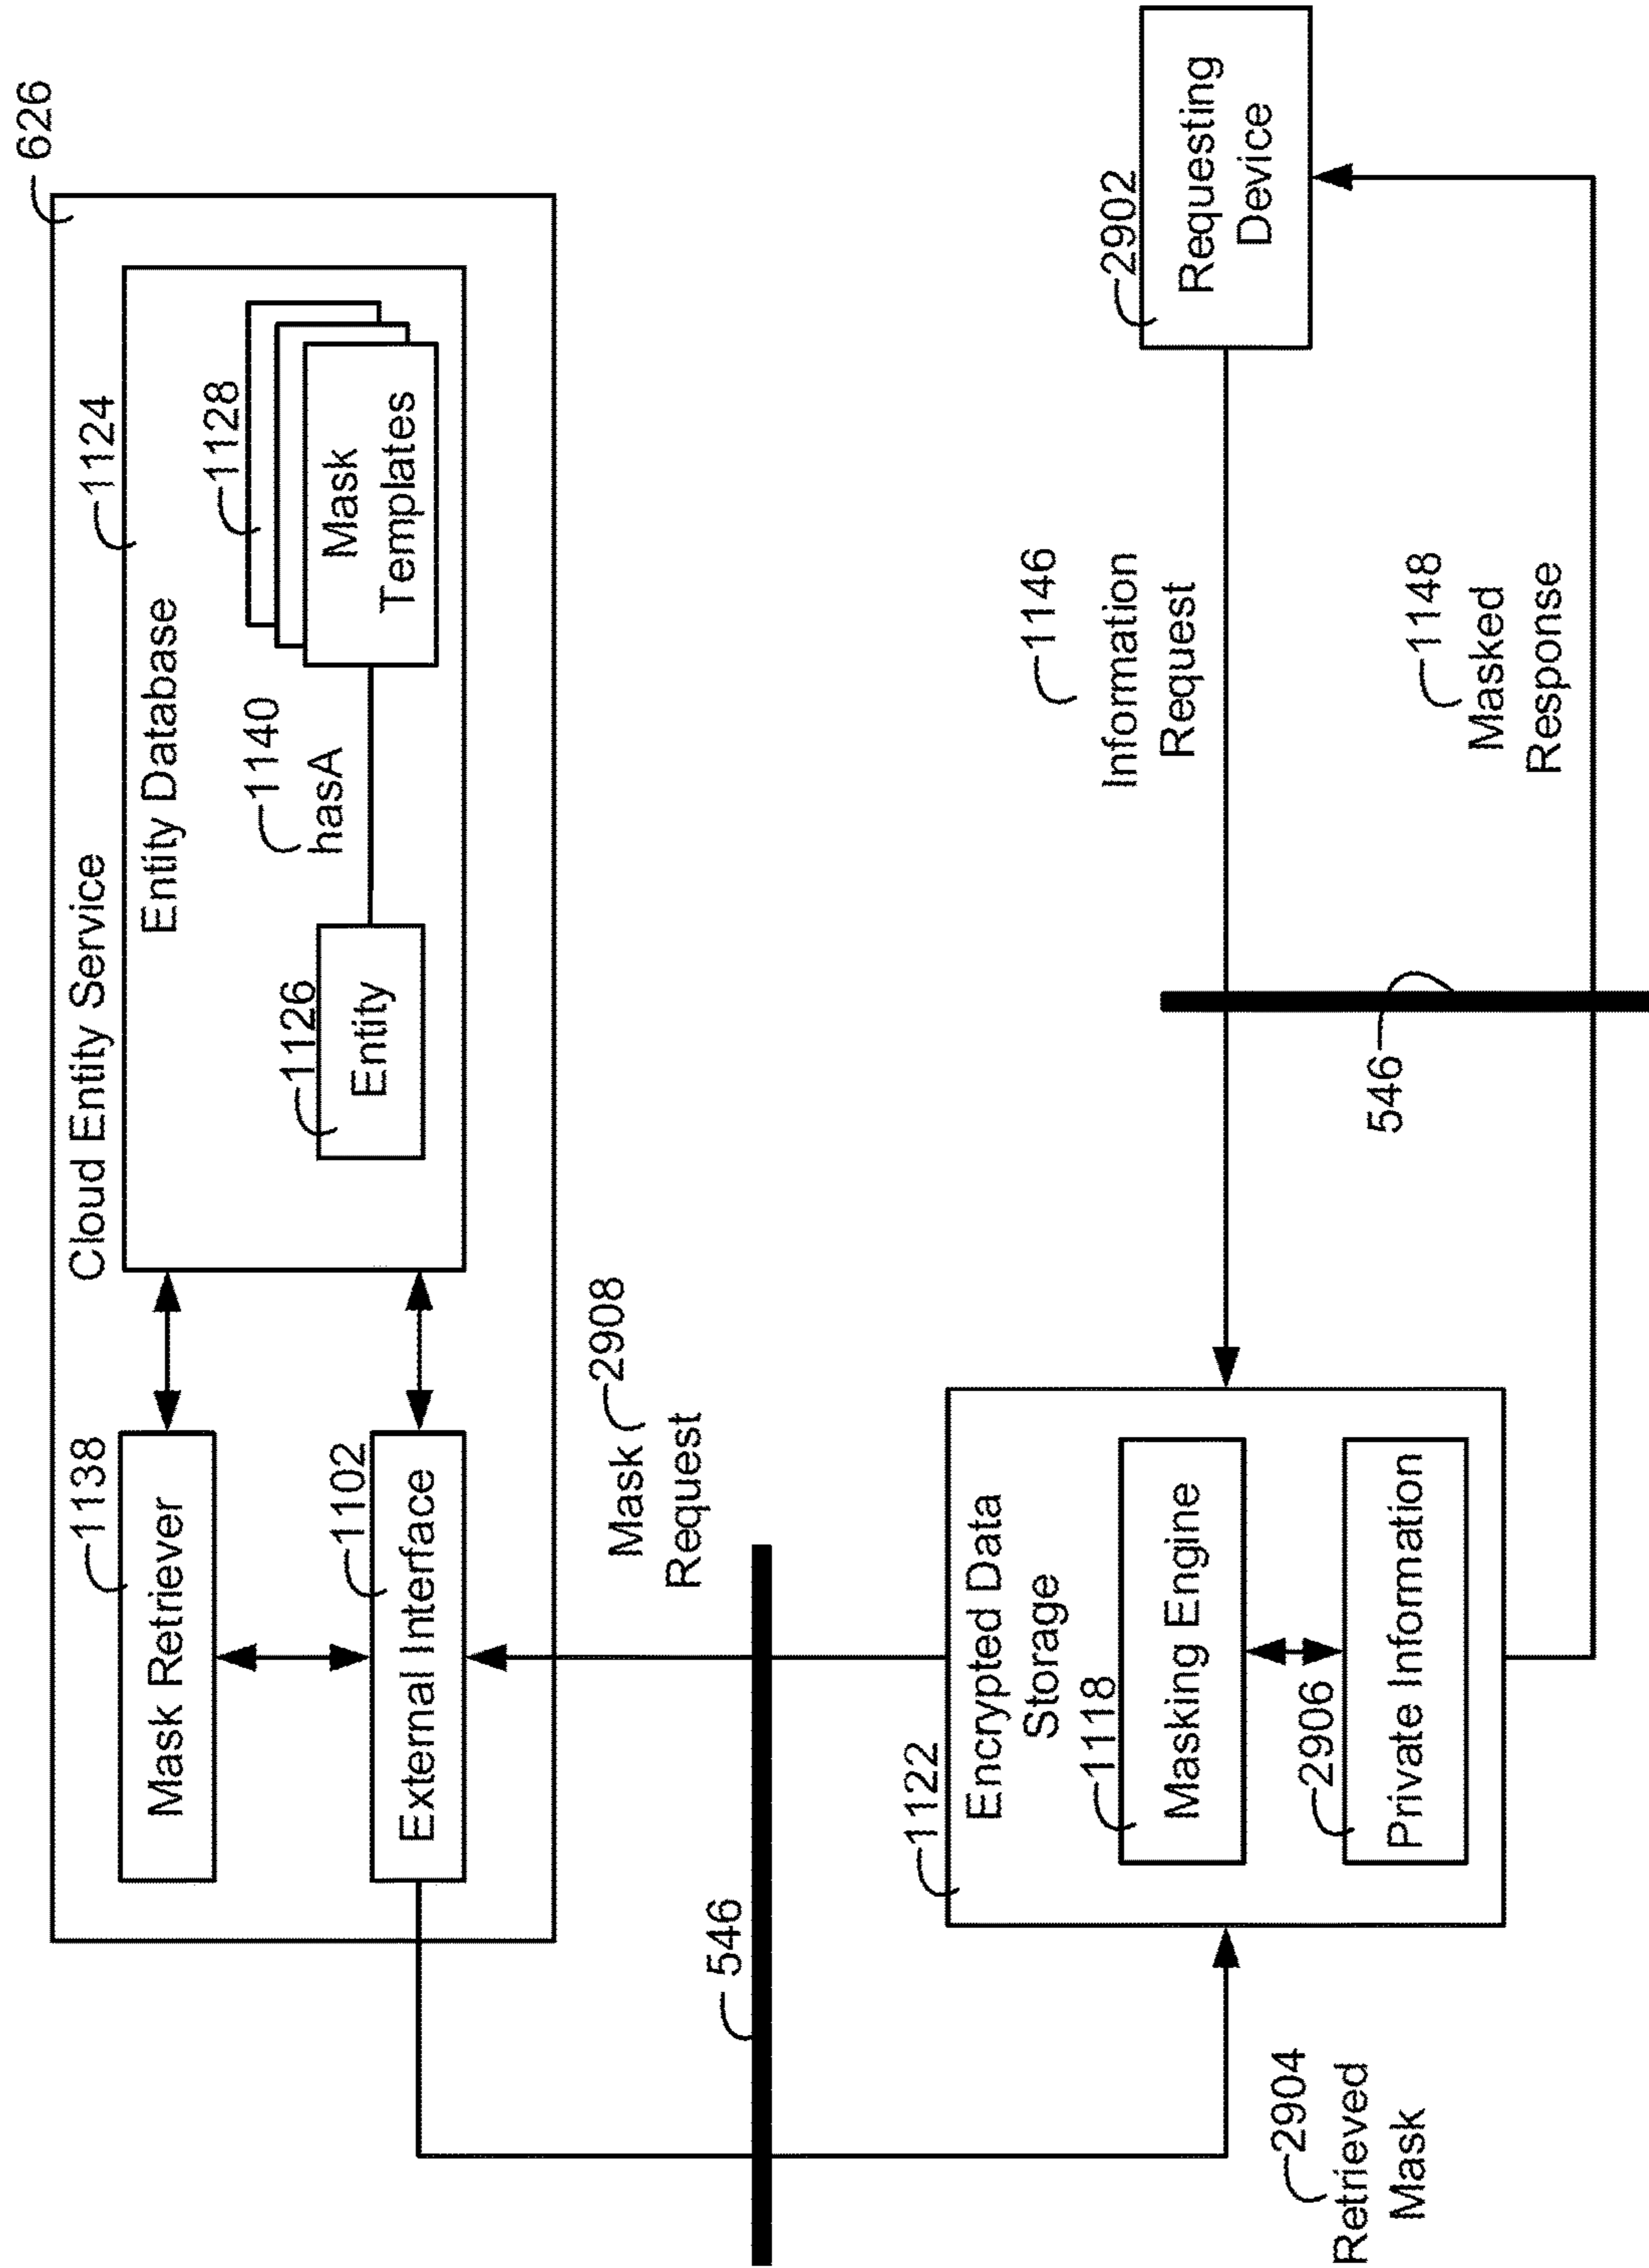 626
Cloud Entity Service
1138
Mask Retriever
1102
External Interface
1124
Entity Database
1126
Entity
1140
hasA
1128
Mask
Templates
Mask
Request
2908
546
2904
Retrieved
Mask
1122
Encrypted Data
Storage
1118
Masking Engine
2906
Private Information
1146
Information
Request
546
1148
Masked
Response
2902
Requesting
Device